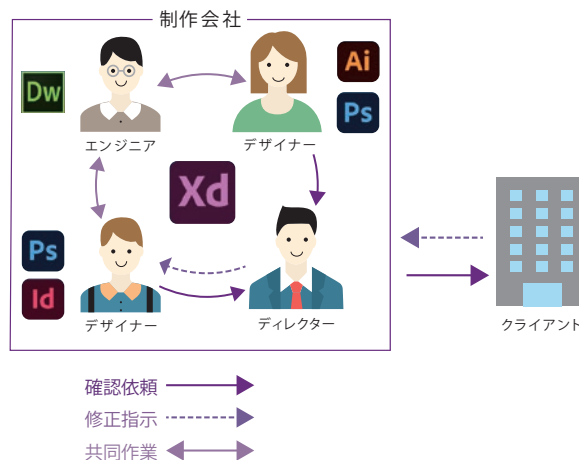 制作会社
Dw
Ai
Ps
エンジニア
デザイナー
Xd
Ps
Id
デザイナー
ディレクター
クライアント
確認依頼
修正指示
共同作業